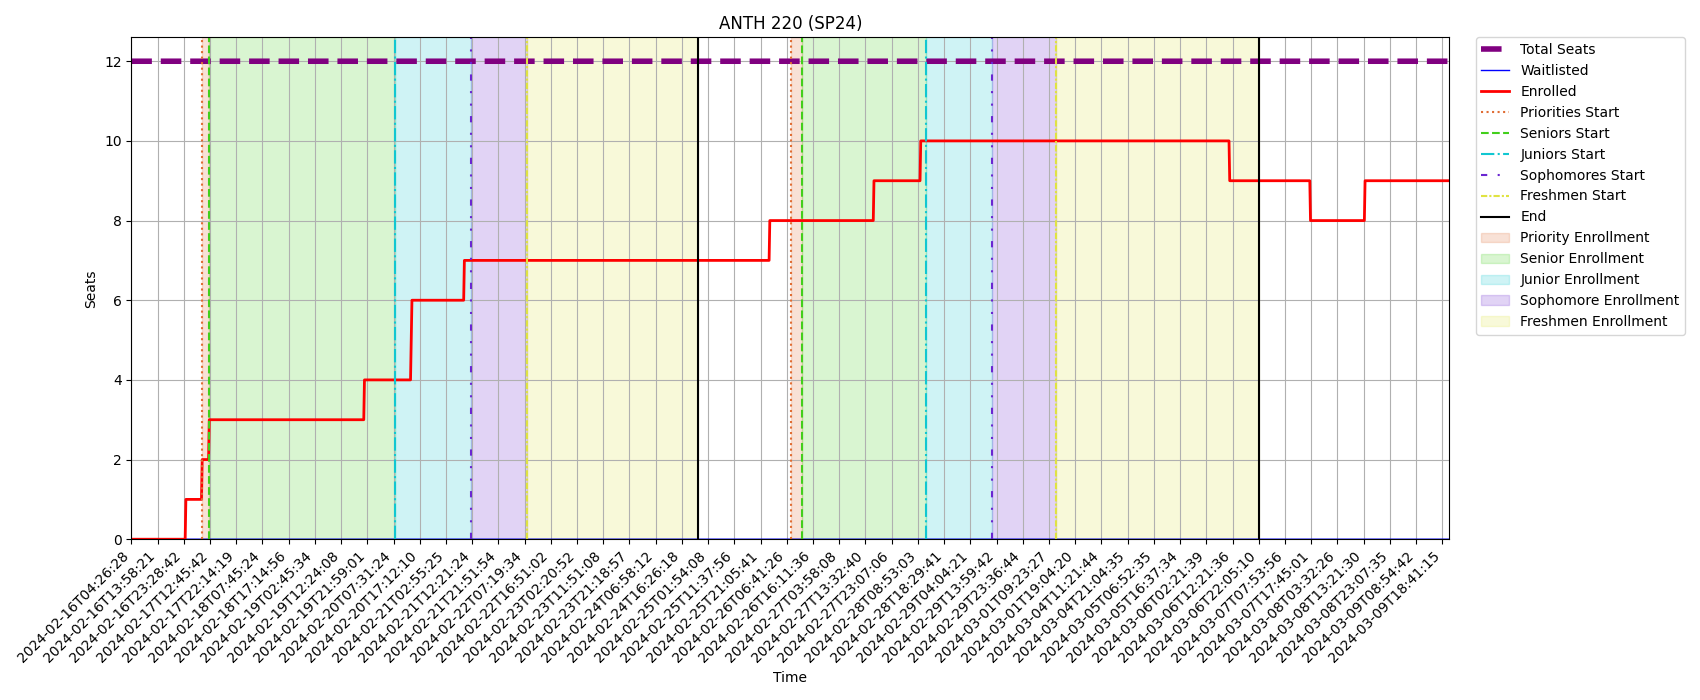 ANTH 220 (SP24)
Seats
12
10
8
6
4
2
0
2024-02-16T04:26:28
2024-02-16T13:58:21
2024-02-16T23:28:42
2024-02-17T12:45:42
2024-02-17T22:14:19
2024-02-18T07:45:24
2024-02-18T17:14:56
2024-02-19T02:45:34
2024-02-19T12:24:08
2024-02-19T21:59:01
2024-02-20T07:31:24
2024-02-20T17:12:10
2024-02-21T02:55:25
2024-02-21T12:21:24
2024-02-21T21:51:54
2024-02-22T07:19:34
2024-02-22T16:51:02
2024-02-23T02:20:52
2024-02-23T11:51:08
2024-02-23T21:18:57
2024-02-24T06:58:12
2024-02-24T16:26:18
2024-02-25T01:54:08
2024-02-25T11:37:56
2024-02-25T21:05:41
2024-02-26T06:41:26
2024-02-26T16:11:36
2024-02-27T03:58:08
2024-02-27T13:32:40
2024-02-27T23:07:06
2024-02-28T08:53:03
2024-02-28T18:29:41
2024-02-29T04:04:21
2024-02-29T13:59:42
2024-02-29T23:36:44
2024-03-01T09:23:27
2024-03-01T19:04:20
2024-03-04T11:21:44
2024-03-04T21:04:35
2024-03-05T06:52:35
2024-03-05T16:37:34
2024-03-06T02:21:39
2024-03-06T12:21:36
2024-03-06T22:05:10
2024-03-07T07:53:56
2024-03-07T17:45:01
2024-03-08T03:32:26
2024-03-08T13:21:30
2024-03-08T23:07:35
2024-03-09T08:54:42
2024-03-09T18:41:15
Time
Total Seats
Waitlisted
Enrolled
Priorities Start
Seniors Start
Juniors Start
Sophomores Start
Freshmen Start
End
Priority Enrollment
Senior Enrollment
Junior Enrollment
Sophomore Enrollment
Freshmen Enrollment